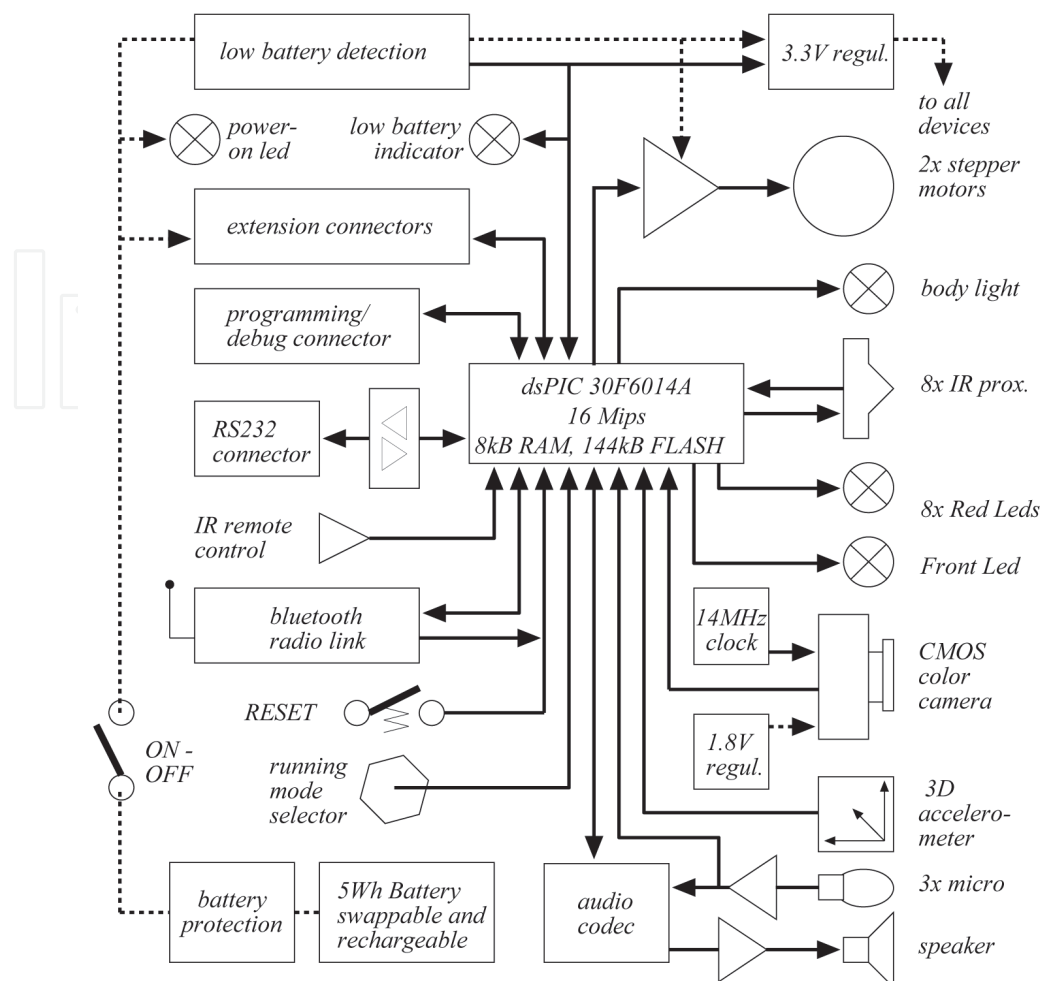 low battery detection
3.3V regul.
to all
devices
power-
on led
low battery
indicator
2x stepper
motors
extension connectors
body light
programming/
debug connector
dsPIC 30F6014A
16 Mips
8kB RAM, 144kB FLASH
8x IR prox.
RS232
connector
8x Red Leds
IR remote
control
Front Led
bluetooth
radio link
14MHz
clock
CMOS
color
camera
RESET
1.8V
regul.
ON -
OFF
running
mode
selector
3D
accelero-
meter
battery
protection
5Wh Battery
swappable and
rechargeable
audio
codec
3x micro
speaker